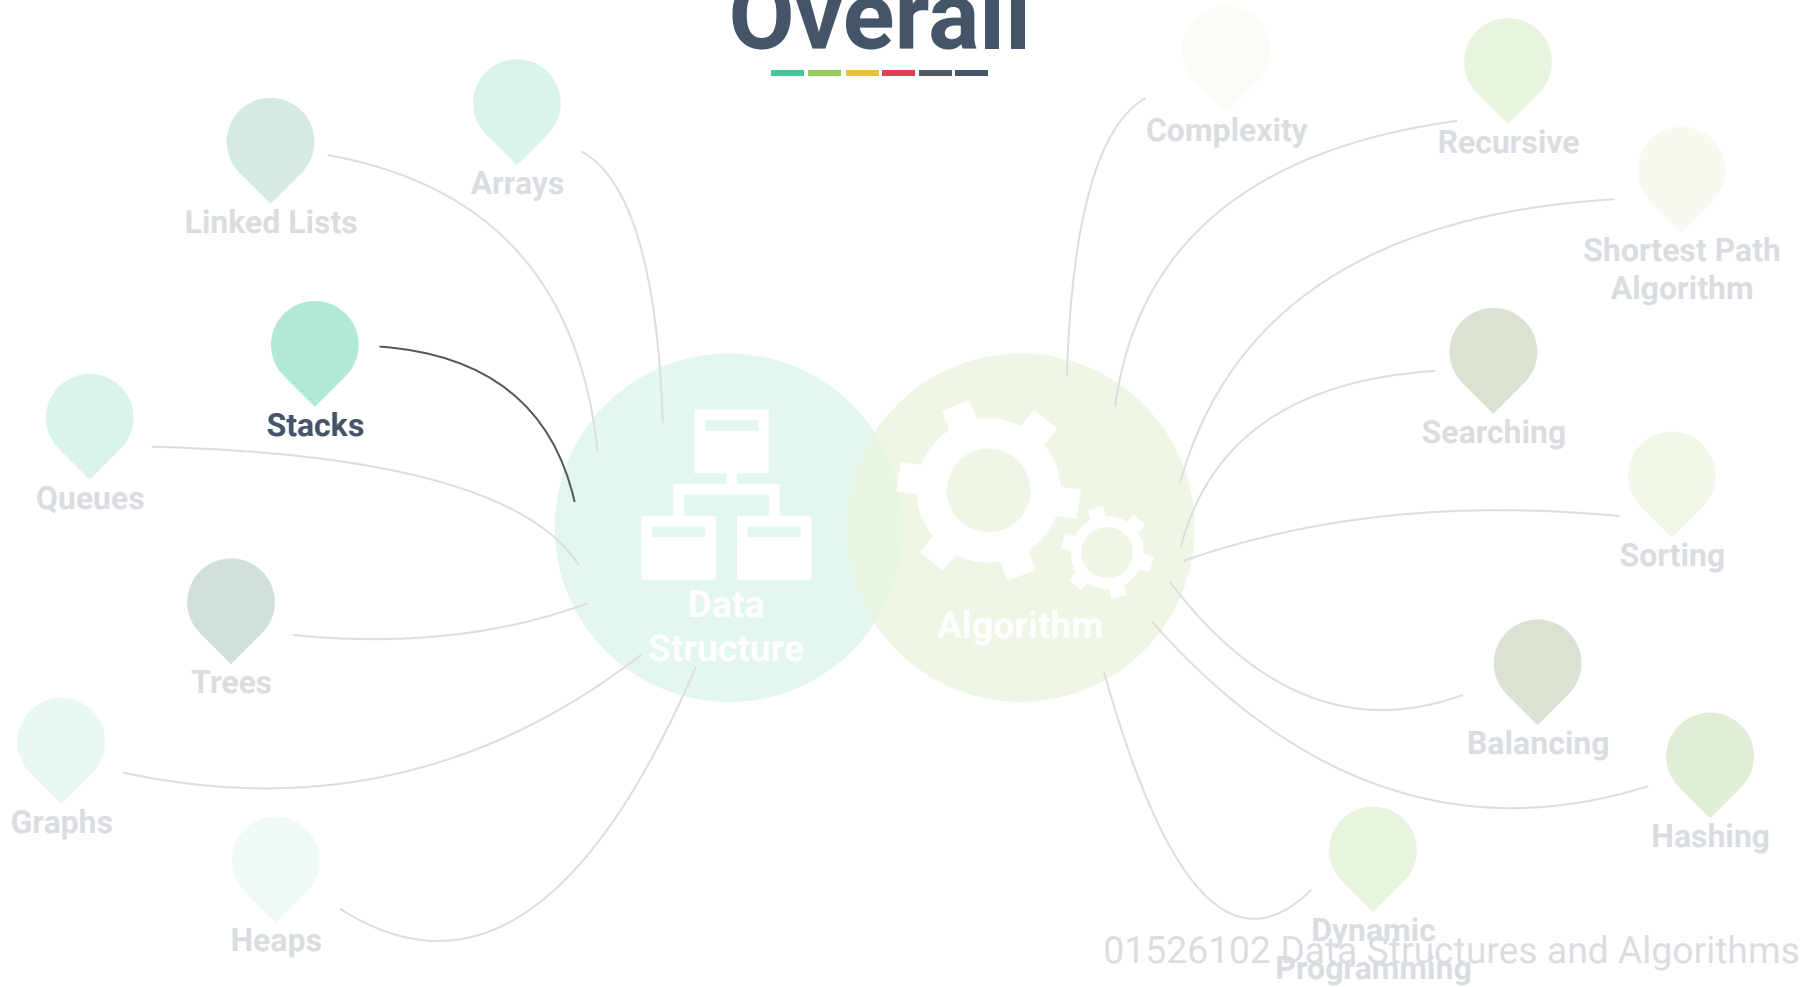 Overall
Complexity
Recursive
Arrays
Linked Lists
Shortest Path
Algorithm
Stacks
Searching
Queues
Sorting
Data
Structure
Algorithm
Trees
Balancing
Graphs
Hashing
Heaps
Dynamic
Programming
01526102 Data Structures and Algorithms